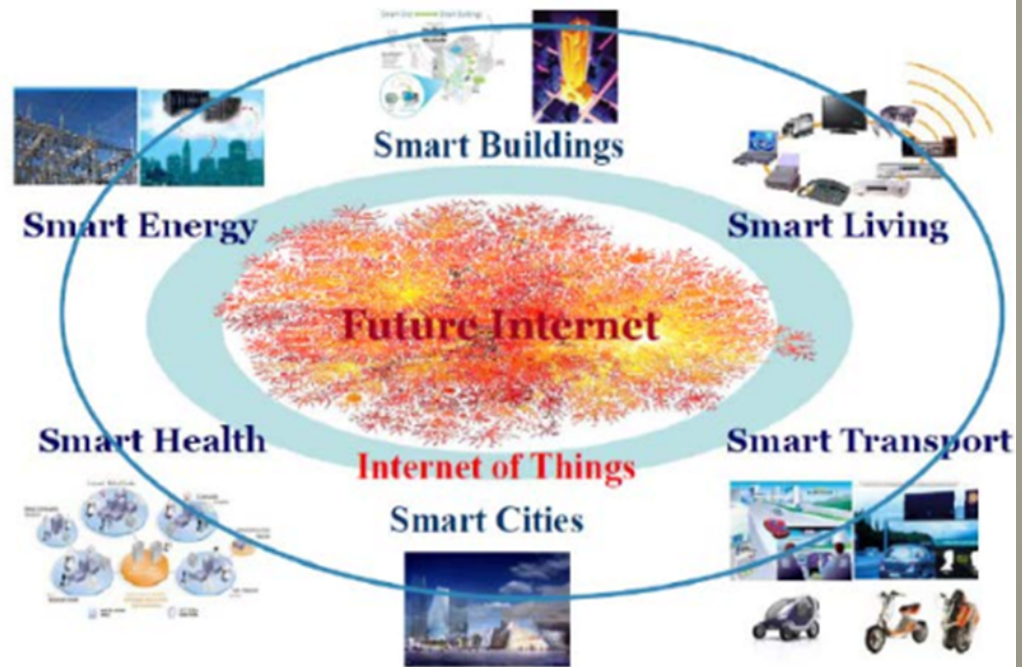 Smart Buildings
Smart Energy
Smart Living
Future Internet
Smart Health
Smart Transport
Internet of Things
Smart Cities